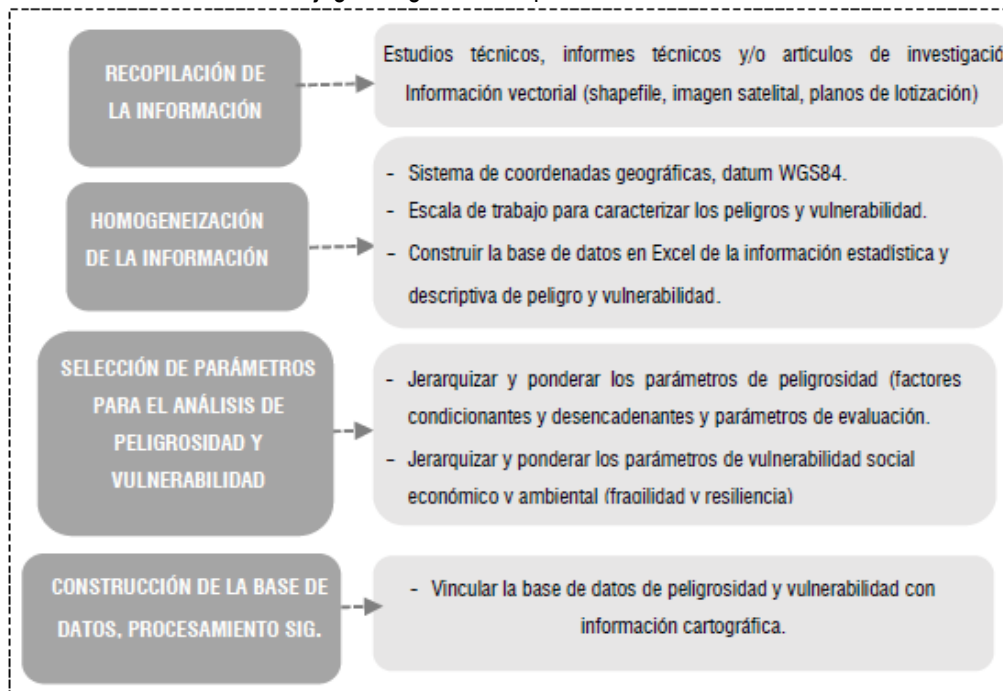 RECOPILACIÓN DE
LA INFORMACIÓN
Estudios técnicos, informes técnicos y/o artículos de investigació
Información vectorial (shapefile, imagen satelital, planos de lotización)
HOMOGENEIZACIÓN
DE LA INFORMACIÓN
- Sistema de coordenadas geográficas, datum WGS84.
- Escala de trabajo para caracterizar los peligros y vulnerabilidad.
- Construir la base de datos en Excel de la información estadística y
descriptiva de peligro y vulnerabilidad.
SELECCIÓN DE PARÁMETROS
PARA EL ANÁLISIS DE
PELIGROSIDAD Y
VULNERABILIDAD
- Jerarquizar y ponderar los parámetros de peligrosidad (factores
condicionantes y desencadenantes y parámetros de evaluación.
- Jerarquizar y ponderar los parámetros de vulnerabilidad social
económico y ambiental (fragilidad y resiliencia)
CONSTRUCCIÓN DE LA BASE DE
DATOS, PROCESAMIENTO SIG.
- Vincular la base de datos de peligrosidad y vulnerabilidad con
información cartográfica.